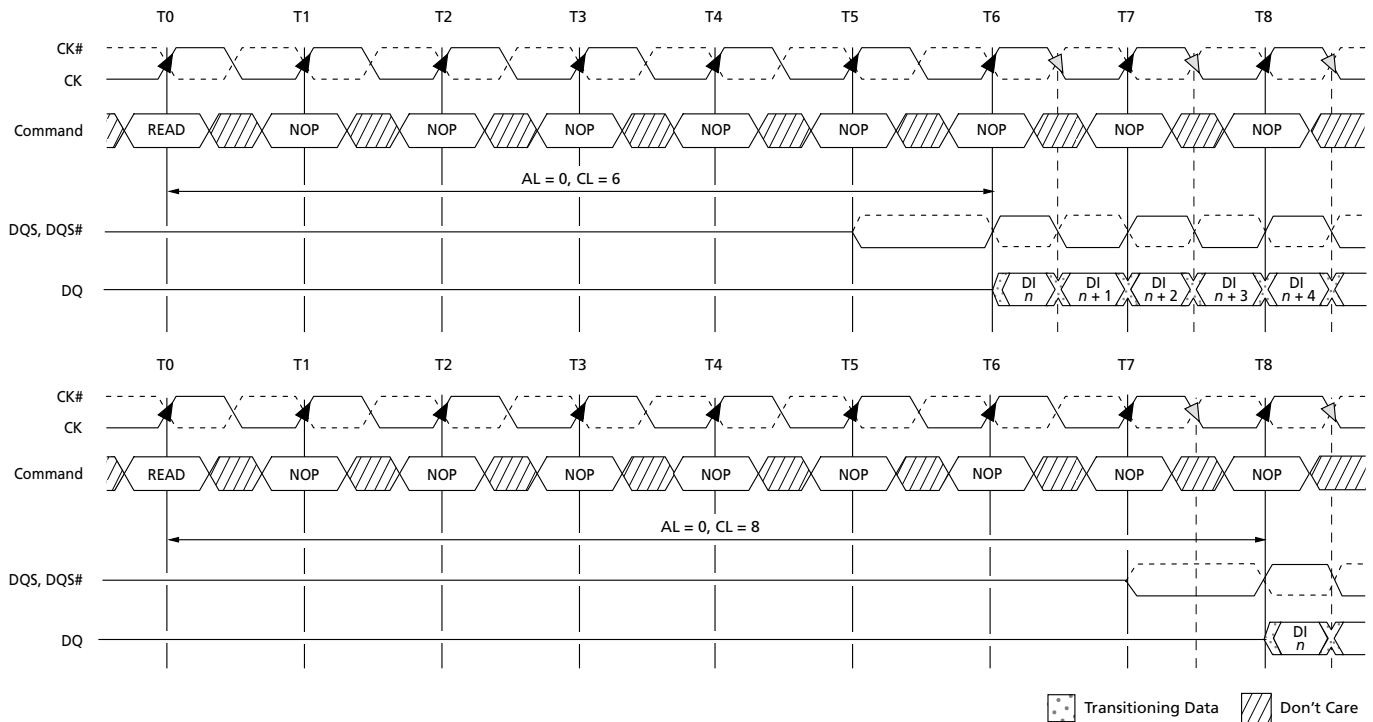 T0 T1 T2 T3 T4 T5 T6 T7 T8
CK#
CK
Command READ NOP NOP NOP NOP NOP NOP NOP NOP
AL = 0, CL = 6
DQS, DQS#
DQ DI n DI n + 1 DI n + 2 DI n + 3 DI n + 4
T0 T1 T2 T3 T4 T5 T6 T7 T8
CK#
CK
Command READ NOP NOP NOP NOP NOP NOP NOP NOP
AL = 0, CL = 8
DQS, DQS#
DQ DI n
Transitioning Data Don't Care